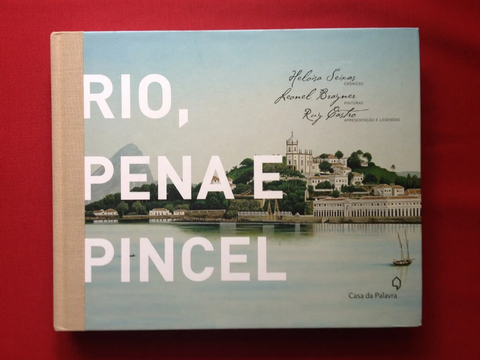 RIO,
PENA E
PINCEL
Heloisa Seixas
CRÔNICAS
Leonel Brayner
PINTURAS
Ruy Castro
APRESENTAÇÃO E LEGENDAS
Casa da Palavra